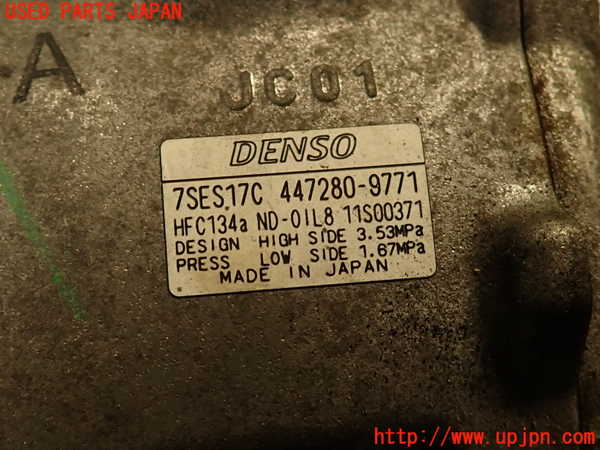 USED PARTS JAPAN
A
JC01
DENSO
7SES17C 447280-9771
HFC134a ND-OIL8 11S00371
DESIGN HIGH SIDE 3.53MPa
PRESS LOW SIDE 1.67MPa
MADE IN JAPAN
http://www.upjpn.com/